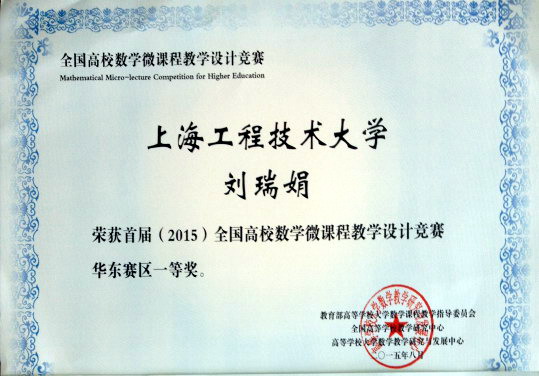 全国高校数学微课程教学设计竞赛
Mathematical Micro-lecture Competition for Higher Education
上海工程技术大学
刘瑞娟
荣获首届（2015）全国高校数学微课程教学设计竞赛
华东赛区一等奖。
教育部高等学校大学数学课程教学指导委员会
全国高等学校教学研究中心
高等学校大学数学教学研究与发展中心
二〇一五年八月